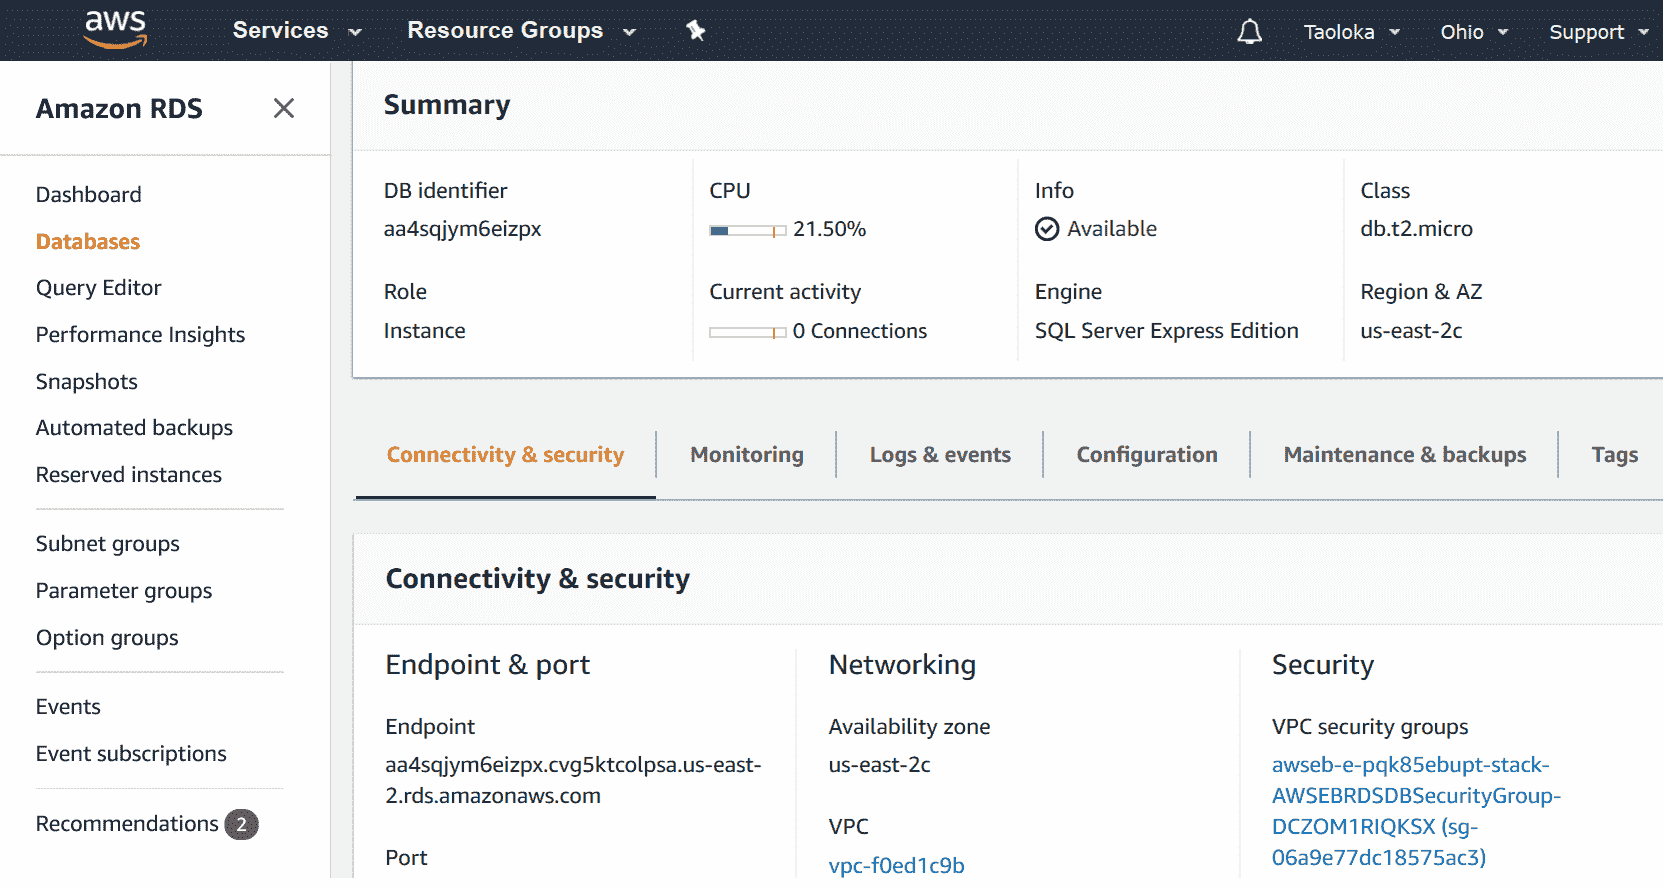 aws Services Resource Groups Taoloka Ohio Support
Amazon RDS
Dashboard
Databases
Query Editor
Performance Insights
Snapshots
Automated backups
Reserved instances
Subnet groups
Parameter groups
Option groups
Events
Event subscriptions
Recommendations 2
Summary
DB identifier
aa4sqjym6eizpx
CPU
21.50%
Info
Available
Class
db.t2.micro
Role
Instance
Current activity
0 Connections
Engine
SQL Server Express Edition
Region & AZ
us-east-2c
Connectivity & security Monitoring Logs & events Configuration Maintenance & backups Tags
Connectivity & security
Endpoint & port
Endpoint
aa4sqjym6eizpx.cvg5ktcolpsa.us-east-
2.rds.amazonaws.com
Port
Networking
Availability zone
us-east-2c
VPC
vpc-f0ed1c9b
Security
VPC security groups
awseb-e-pqk85ebupt-stack-
AWSEBRDSDBSecurityGroup-
DCZOM1RIQKSX (sg-
06a9e77dc18575ac3)